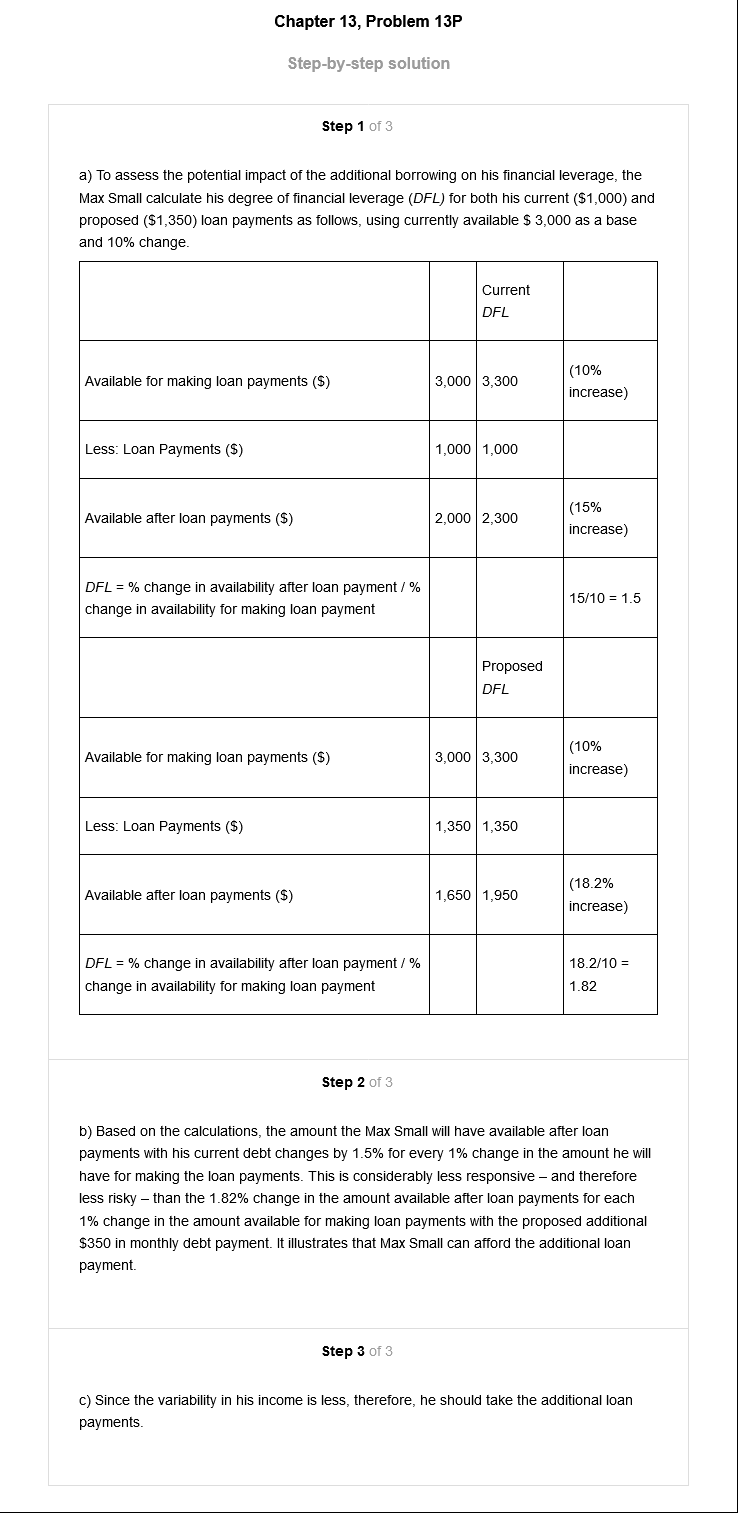 Chapter 13, Problem 13P
Step-by-step solution
Step 1 of 3
a) To assess the potential impact of the additional borrowing on his financial leverage, the
Max Small calculate his degree of financial leverage (DFL) for both his current ($1,000) and
proposed ($1,350) loan payments as follows, using currently available $ 3,000 as a base
and 10% change.
Current
DFL
Available for making loan payments ($) 3,000 3,300 (10%
increase)
Less: Loan Payments ($) 1,000 1,000
Available after loan payments ($) 2,000 2,300 (15%
increase)
DFL = % change in availability after loan payment / %
change in availability for making loan payment 15/10 = 1.5
Proposed
DFL
Available for making loan payments ($) 3,000 3,300 (10%
increase)
Less: Loan Payments ($) 1,350 1,350
Available after loan payments ($) 1,650 1,950 (18.2%
increase)
DFL = % change in availability after loan payment / % 18.2/10 =
change in availability for making loan payment 1.82
Step 2 of 3
b) Based on the calculations, the amount the Max Small will have available after loan
payments with his current debt changes by 1.5% for every 1% change in the amount he will
have for making the loan payments. This is considerably less responsive – and therefore
less risky – than the 1.82% change in the amount available after loan payments for each
1% change in the amount available for making loan payments with the proposed additional
$350 in monthly debt payment. It illustrates that Max Small can afford the additional loan
payment.
Step 3 of 3
c) Since the variability in his income is less, therefore, he should take the additional loan
payments.